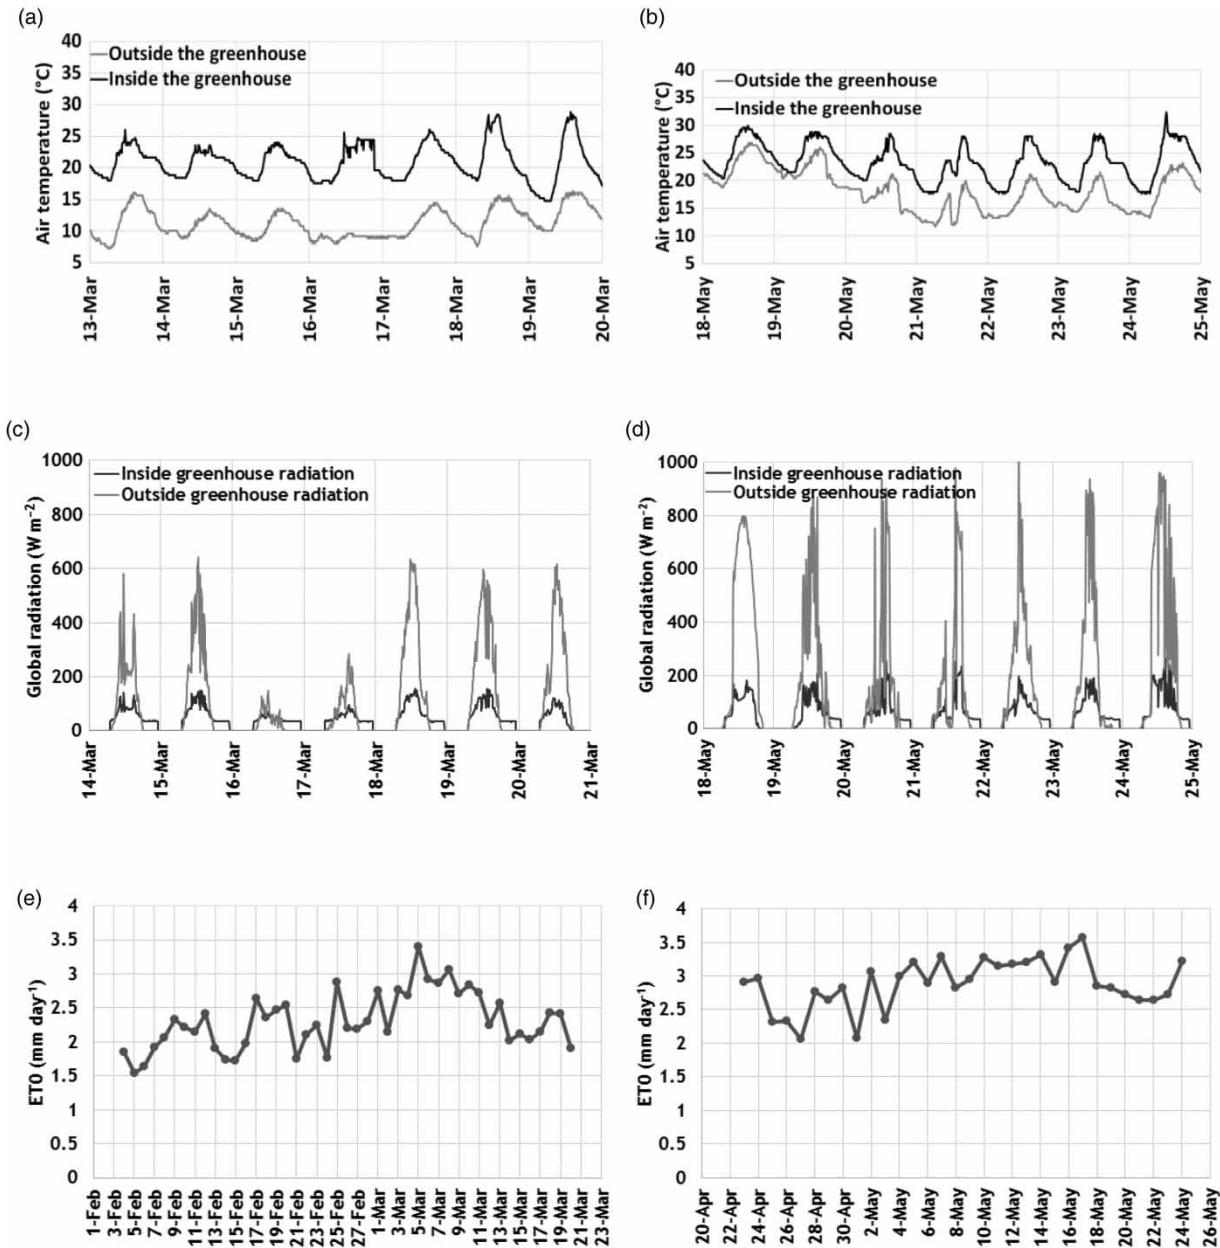 (a)
Air temperature (°C)
40
35
30
25
20
15
10
5
Outside the greenhouse
Inside the greenhouse
13-Mar
14-Mar
15-Mar
16-Mar
17-Mar
18-Mar
19-Mar
20-Mar
(b)
Air temperature (°C)
40
35
30
25
20
15
10
5
Outside the greenhouse
Inside the greenhouse
18-May
19-May
20-May
21-May
22-May
23-May
24-May
25-May
(c)
Global radiation (W m⁻²)
1000
800
600
400
200
0
Inside greenhouse radiation
Outside greenhouse radiation
14-Mar
15-Mar
16-Mar
17-Mar
18-Mar
19-Mar
20-Mar
21-Mar
(d)
Global radiation (W m⁻²)
1000
800
600
400
200
0
Inside greenhouse radiation
Outside greenhouse radiation
18-May
19-May
20-May
21-May
22-May
23-May
24-May
25-May
(e)
ET0 (mm day⁻¹)
4
3.5
3
2.5
2
1.5
1
0.5
0
1-Feb
3-Feb
5-Feb
7-Feb
9-Feb
11-Feb
13-Feb
15-Feb
17-Feb
19-Feb
21-Feb
23-Feb
25-Feb
27-Feb
1-Mar
3-Mar
5-Mar
7-Mar
9-Mar
11-Mar
13-Mar
15-Mar
17-Mar
19-Mar
21-Mar
23-Mar
(f)
ET0 (mm day⁻¹)
4
3.5
3
2.5
2
1.5
1
0.5
0
20-Apr
22-Apr
24-Apr
26-Apr
28-Apr
30-Apr
2-May
4-May
6-May
8-May
10-May
12-May
14-May
16-May
18-May
20-May
22-May
24-May
26-May